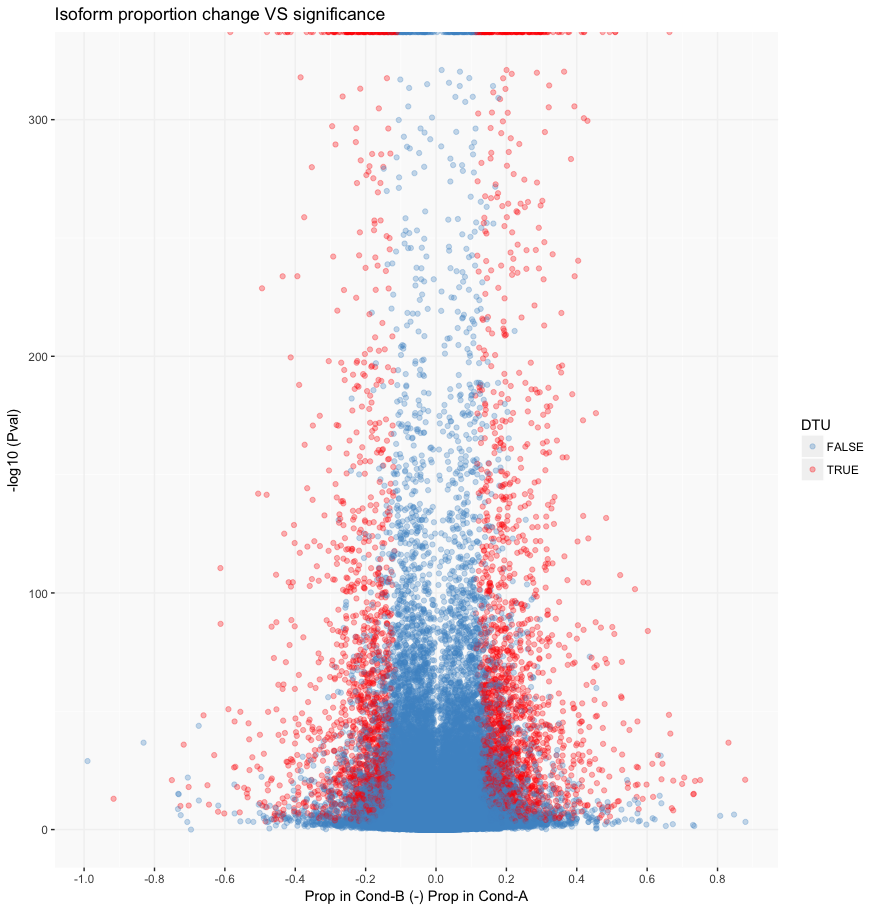 Isoform proportion change VS significance
300
200
100
0
-log10 (Pval)
-1.0 -0.8 -0.6 -0.4 -0.2 0.0 0.2 0.4 0.6 0.8
Prop in Cond-B (-) Prop in Cond-A
DTU
FALSE
TRUE